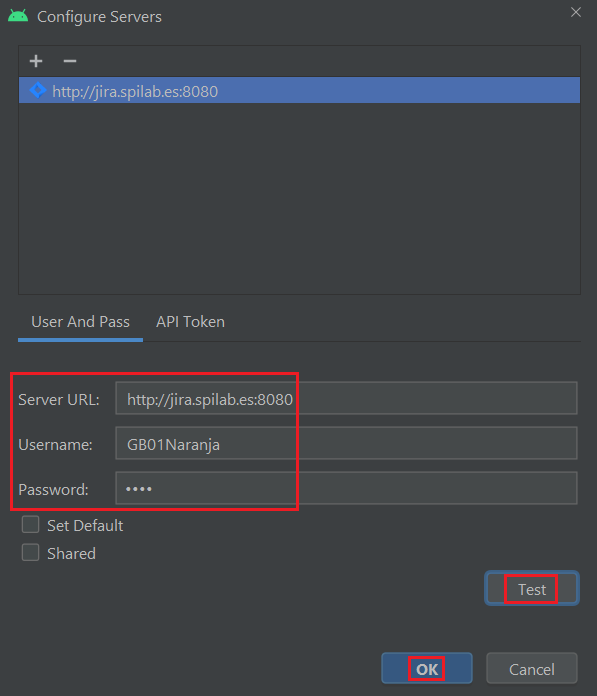 Configure Servers
http://jira.spilab.es:8080
User And Pass API Token
Server URL: http://jira.spilab.es:8080
Username: GB01Naranja
Password: ••••
Set Default
Shared
Test
OK Cancel